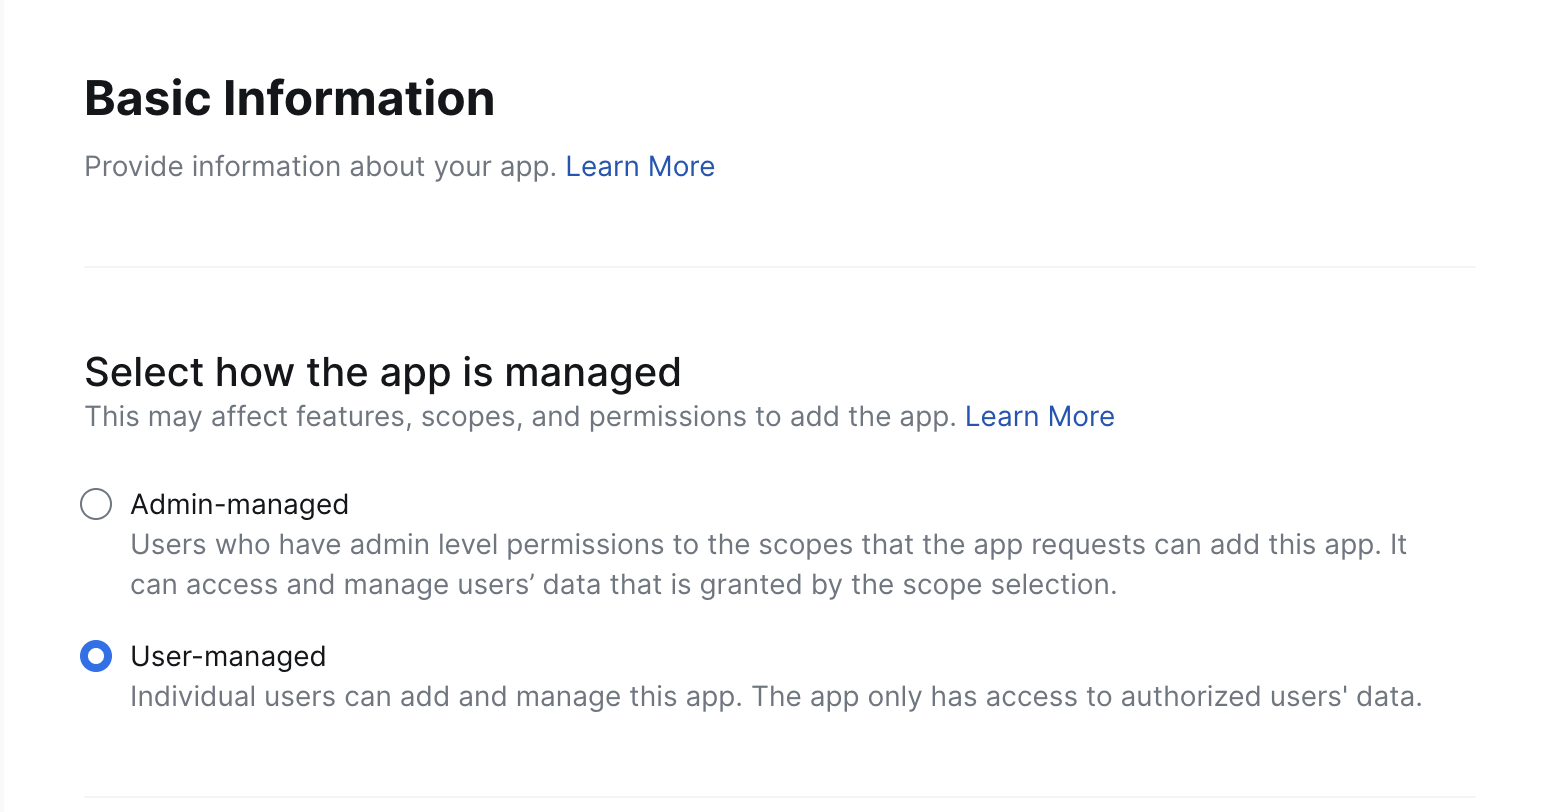 Basic Information
Provide information about your app. Learn More
Select how the app is managed
This may affect features, scopes, and permissions to add the app. Learn More
Admin-managed
Users who have admin level permissions to the scopes that the app requests can add this app. It
can access and manage users’ data that is granted by the scope selection.
User-managed
Individual users can add and manage this app. The app only has access to authorized users' data.